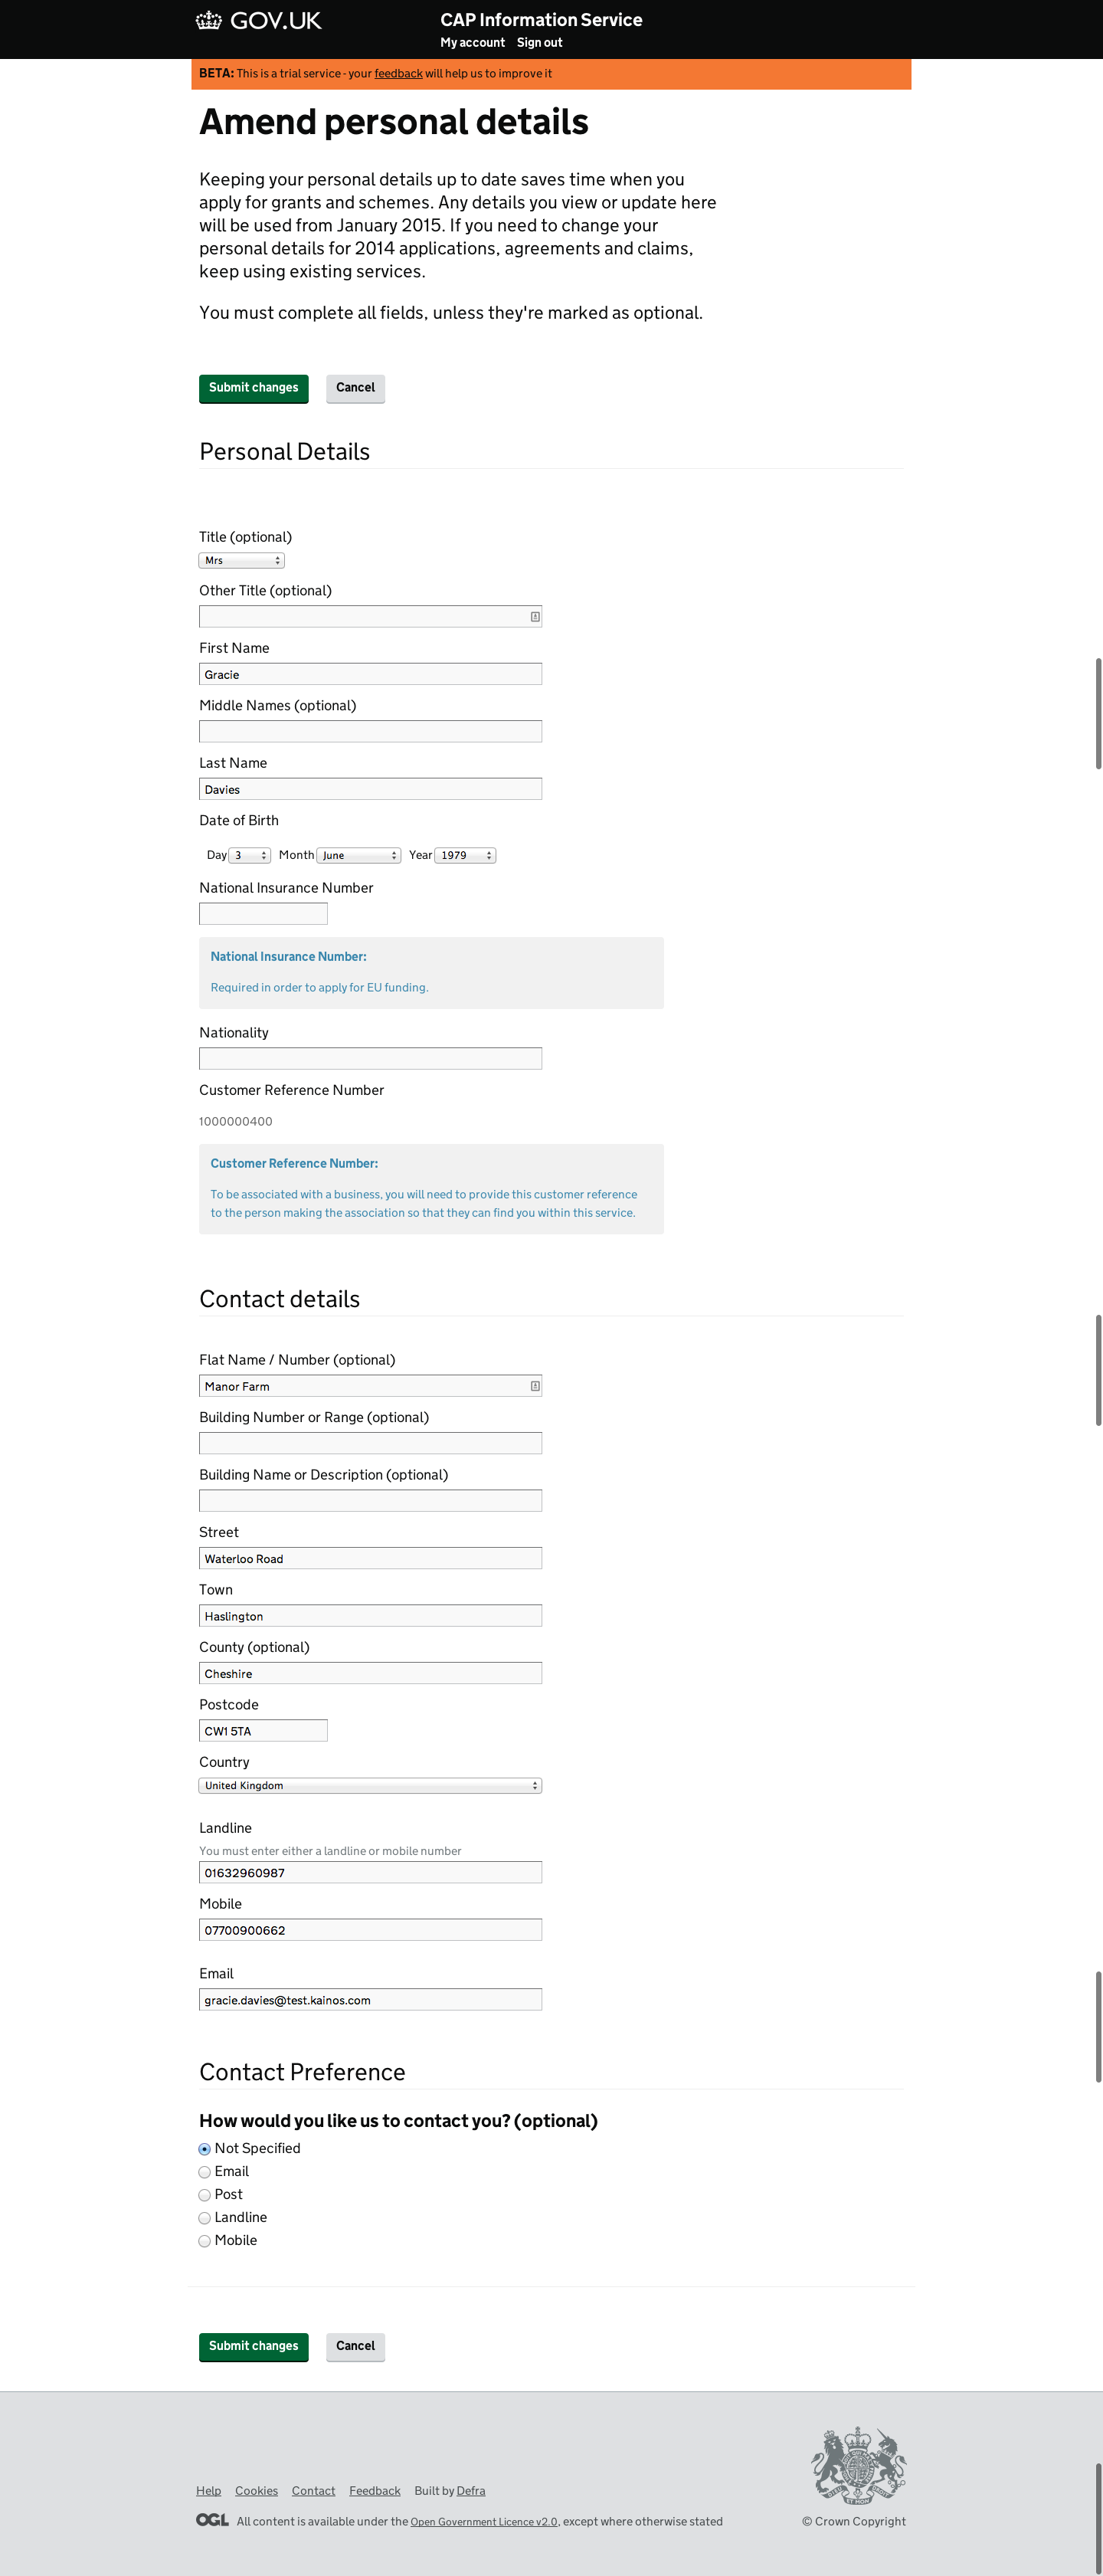 GOV.UK
CAP Information Service
My account Sign out
BETA: This is a trial service - your feedback will help us to improve it
Amend personal details
Keeping your personal details up to date saves time when you
apply for grants and schemes. Any details you view or update here
will be used from January 2015. If you need to change your
personal details for 2014 applications, agreements and claims,
keep using existing services.
You must complete all fields, unless they're marked as optional.
Submit changes Cancel
Personal Details
Title (optional)
Mrs
Other Title (optional)
First Name
Gracie
Middle Names (optional)
Last Name
Davies
Date of Birth
Day 3 Month June Year 1979
National Insurance Number
National Insurance Number:
Required in order to apply for EU funding.
Nationality
Customer Reference Number
1000000400
Customer Reference Number:
To be associated with a business, you will need to provide this customer reference
to the person making the association so that they can find you within this service.
Contact details
Flat Name / Number (optional)
Manor Farm
Building Number or Range (optional)
Building Name or Description (optional)
Street
Waterloo Road
Town
Haslington
County (optional)
Cheshire
Postcode
CW1 5TA
Country
United Kingdom
Landline
You must enter either a landline or mobile number
01632960987
Mobile
07700900662
Email
gracie.davies@test.kainos.com
Contact Preference
How would you like us to contact you? (optional)
Not Specified
Email
Post
Landline
Mobile
Submit changes Cancel
Help Cookies Contact Feedback Built by Defra
OGL All content is available under the Open Government Licence v2.0, except where otherwise stated
© Crown Copyright